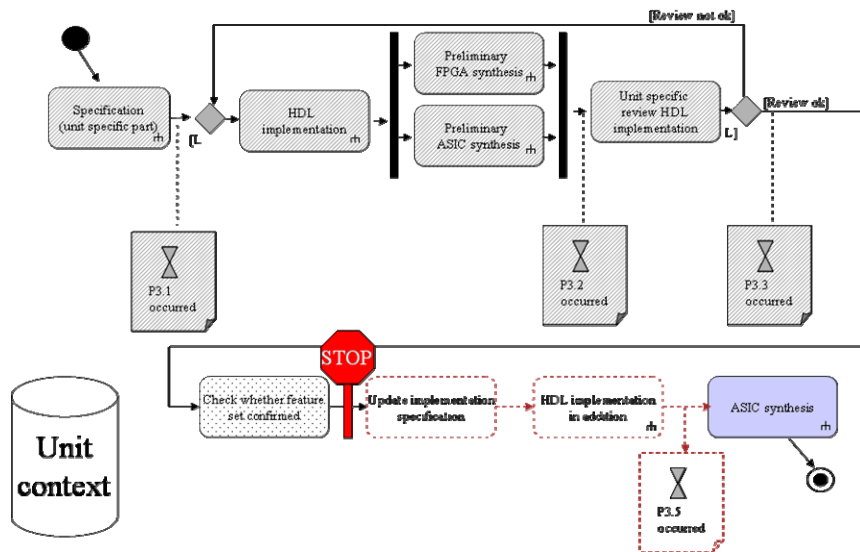 [Review not ok]
Preliminary
FPGA synthesis
Specification
(unit specific part)
[L
HDL
implementation
Preliminary
ASIC synthesis
Unit specific
review HDL
implementation
L]
[Review ok]
P3.1
occurred
P3.2
occurred
P3.3
occurred
STOP
Check whether feature
set confirmed
Update implementation
specification
HDL implementation
in addition
ASIC synthesis
Unit
context
P3.5
occurred